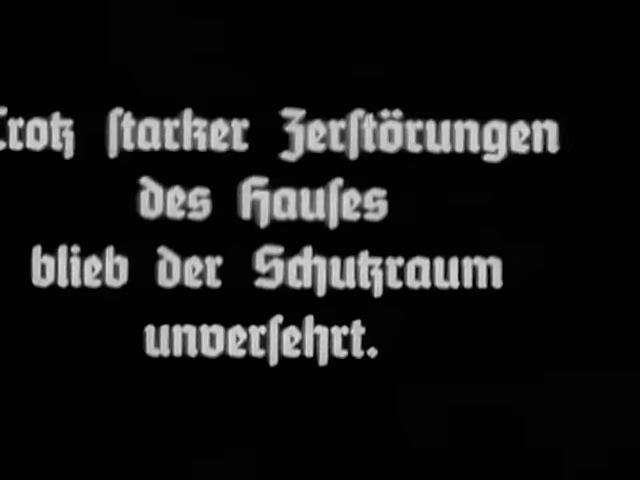 Trotz starker Zerstörungen
des Hauses
blieb der Schutzraum
unversehrt.